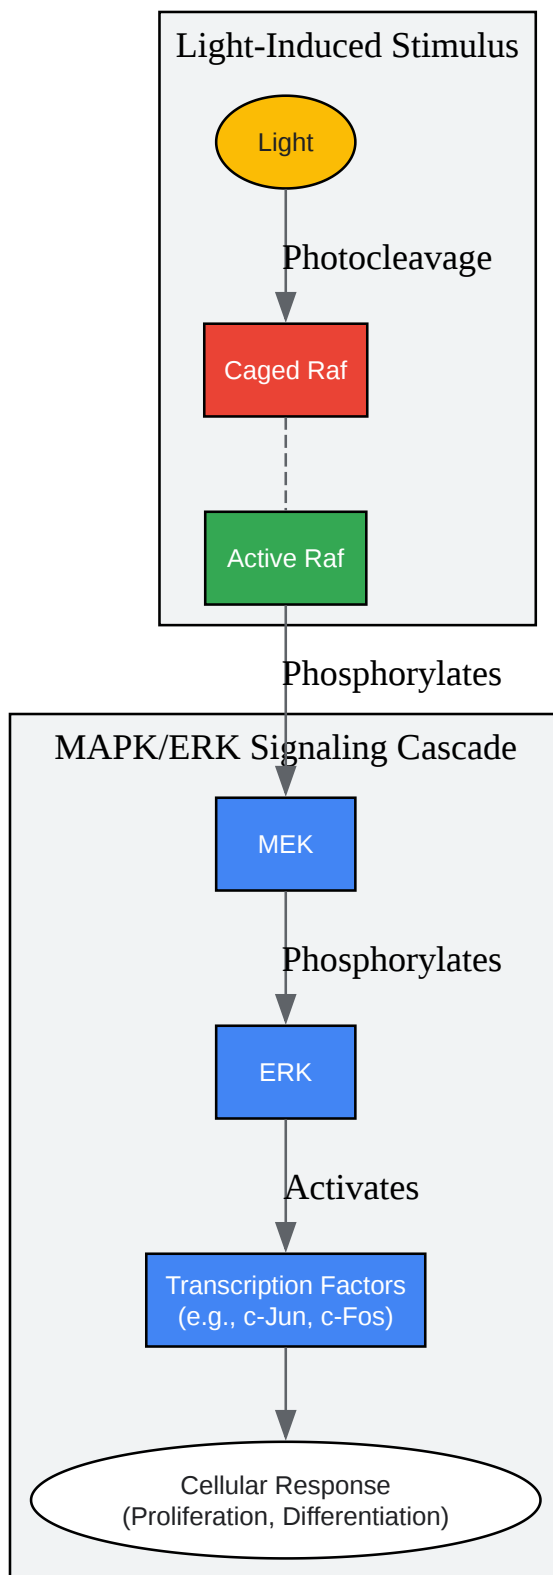 Light-Induced Stimulus
Light
Photocleavage
Caged Raf
Active Raf
Phosphorylates
MAPK/ERK Signaling Cascade
MEK
Phosphorylates
ERK
Activates
Transcription Factors
(e.g., c-Jun, c-Fos)
Cellular Response
(Proliferation, Differentiation)